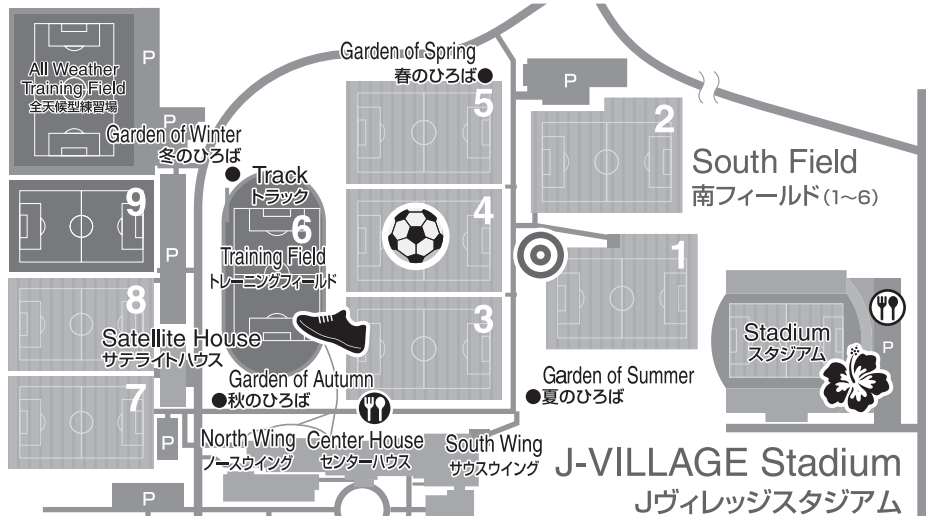 P
All Weather
Training Field
全天候型練習場
Garden of Spring
春のひろば
5
P
2
South Field
南フィールド(1~6)
Garden of Winter
冬のひろば
Track
トラック
9
P
6
Training Field
トレーニングフィールド
4
1
8
Satellite House
サテライトハウス
3
Stadium
スタジアム
P
7
Garden of Autumn
秋のひろば
Garden of Summer
夏のひろば
P
North Wing
ノースウイング
Center House
センターハウス
South Wing
サウスウイング
J-VILLAGE Stadium
Jヴィレッジスタジアム
P